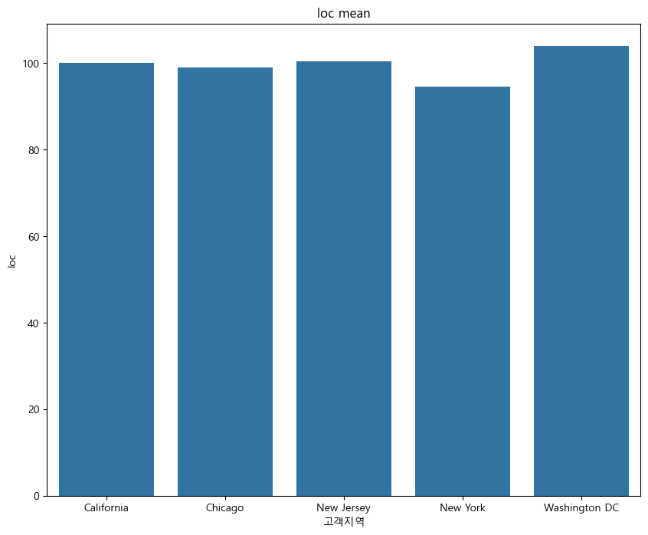 loc mean
100
80
60
40
20
0
loc
California Chicago New Jersey New York Washington DC
고객지역